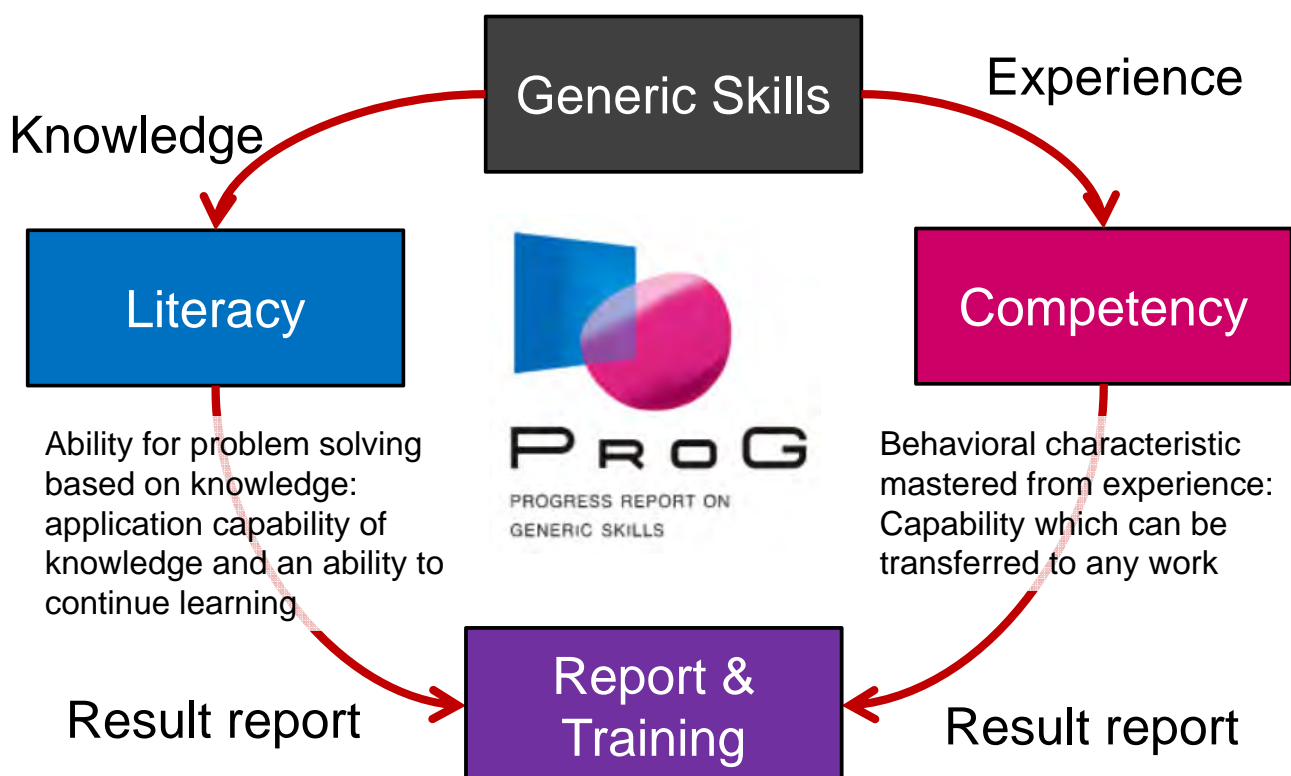 Generic Skills
Experience
Knowledge
Literacy
Competency
PROG
PROGRESS REPORT ON
GENERIC SKILLS
Ability for problem solving
based on knowledge:
application capability of
knowledge and an ability to
continue learning
Behavioral characteristic
mastered from experience:
Capability which can be
transferred to any work
Report &
Training
Result report
Result report